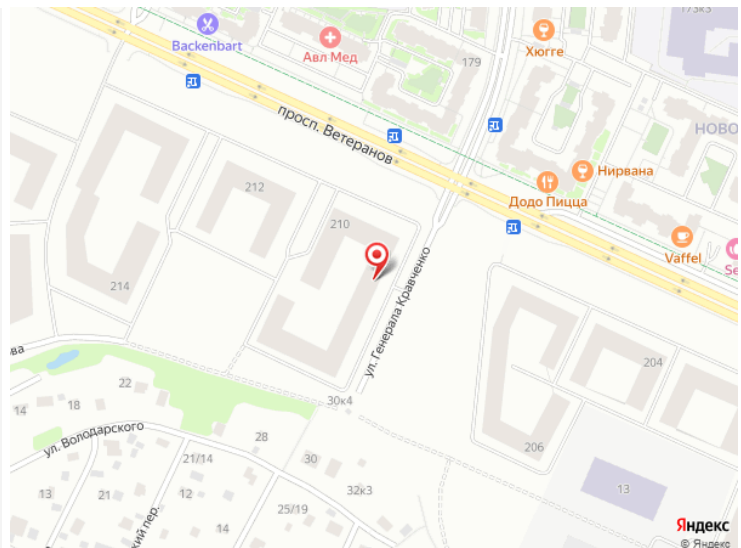 173к3
Backenbart
Авл Мед
179
Хюгге
НОВО
просп. Ветеранов
Нирвана
Додо Пицца
212
210
Vaffel
Se
214
ул. Генерала Кравченко
ова
204
22
30к4
14
18
ул. Володарского
28
206
21/14
30
13
21
12
32к3
13
25/19
14
кий пер.
Яндекс
© Яндекс